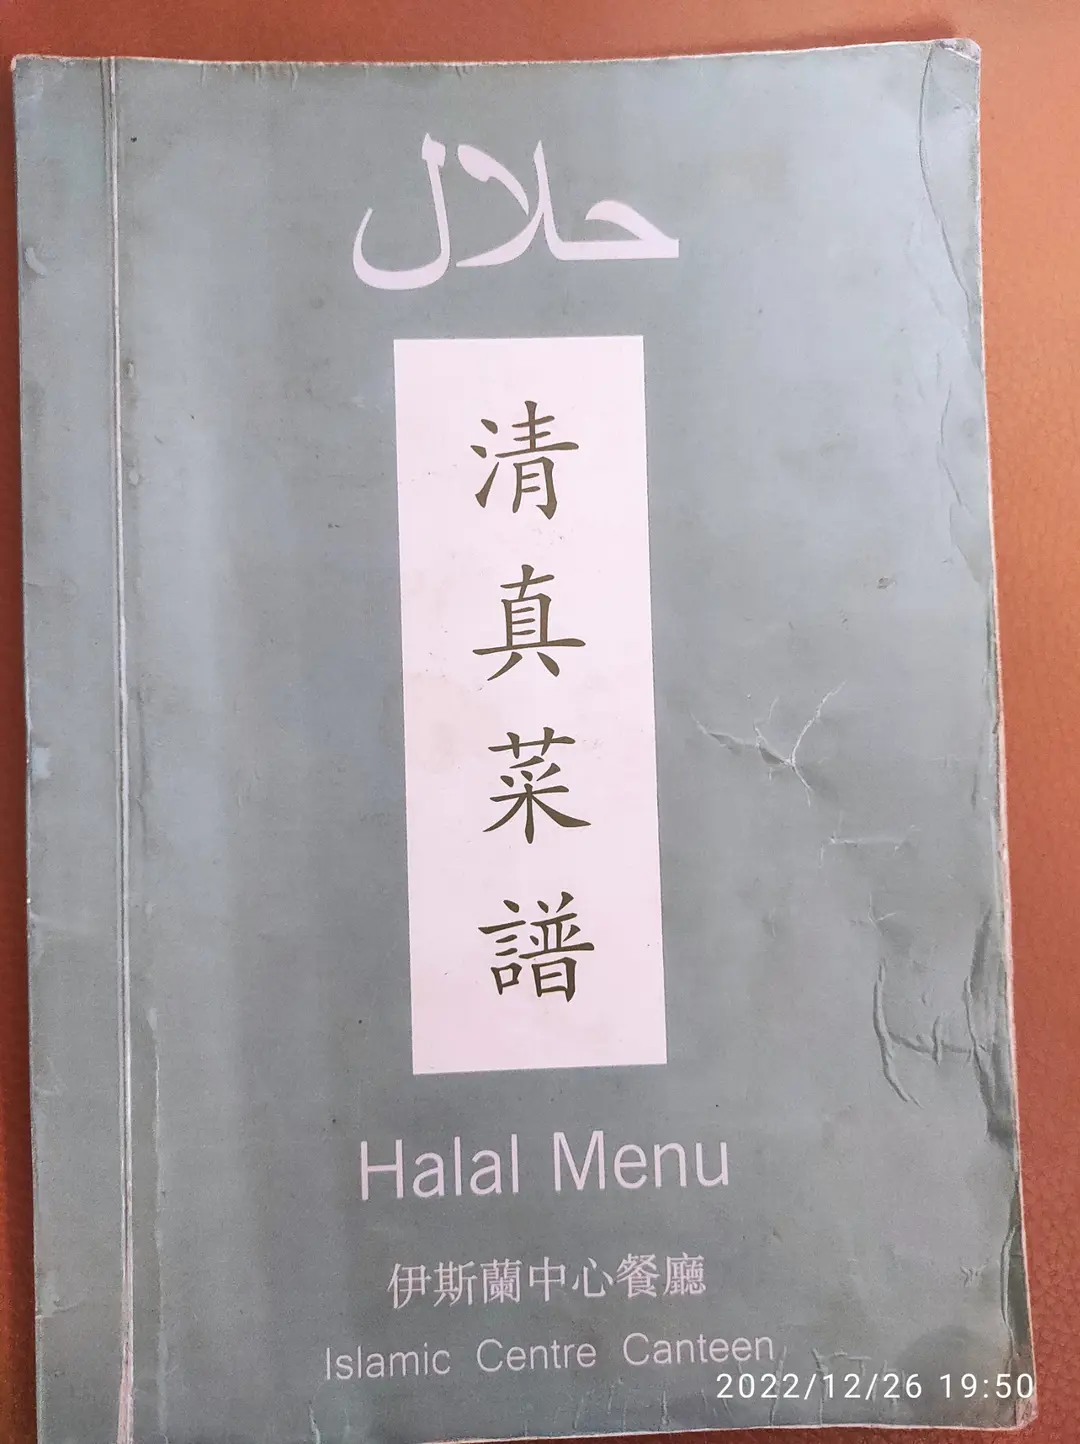 حلال
清真菜譜
Halal Menu
伊斯蘭中心餐廳
Islamic Centre Canteen
2022/12/26 19:50